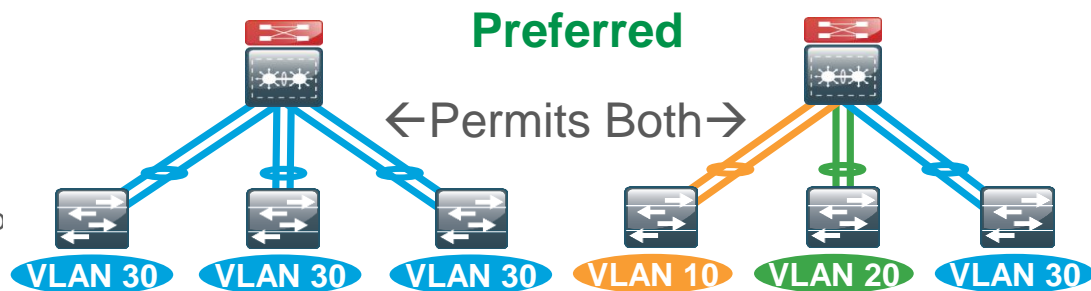 Preferred
←Permits Both→
VLAN 30 VLAN 30 VLAN 30 VLAN 10 VLAN 20 VLAN 30